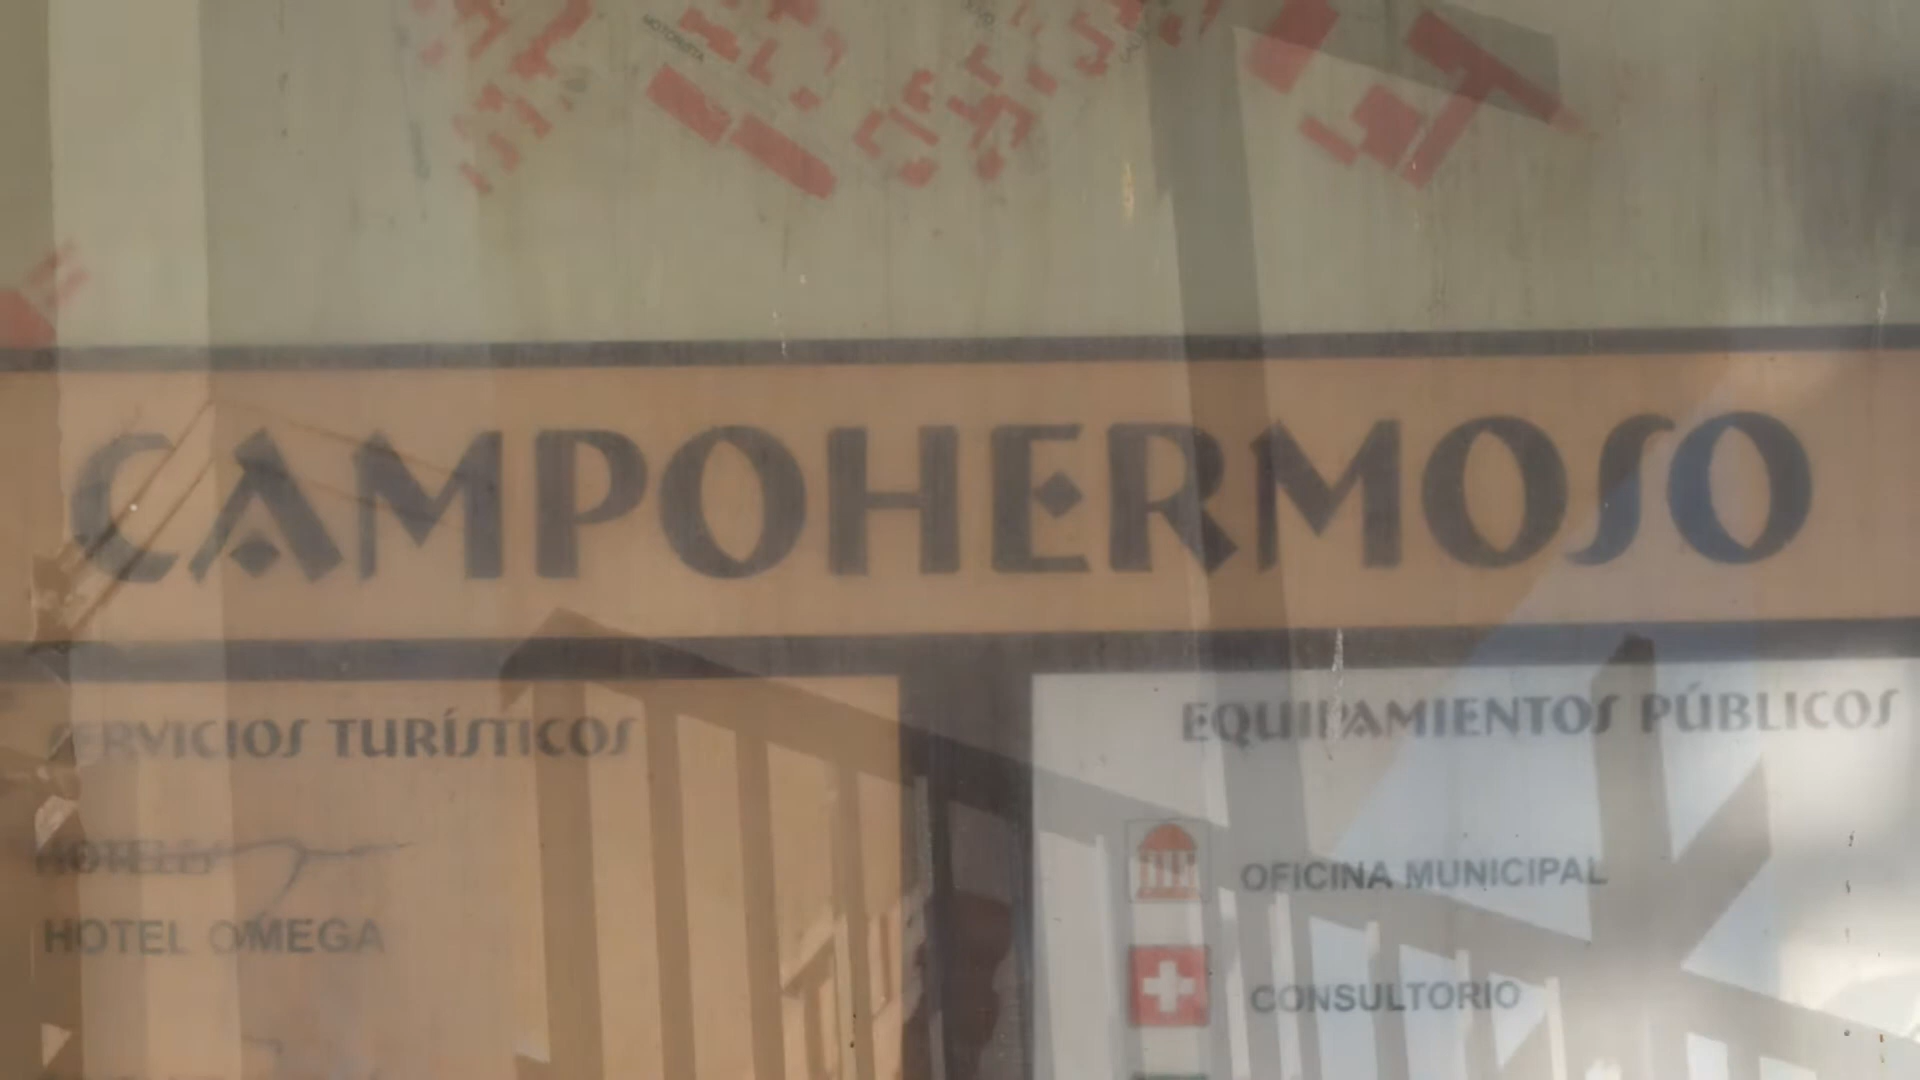 CAMPOHERMOSO
SERVICIOS TURÍSTICOS
HOTELES
HOTEL OMEGA
EQUIPAMIENTOS PÚBLICOS
OFICINA MUNICIPAL
CONSULTORIO